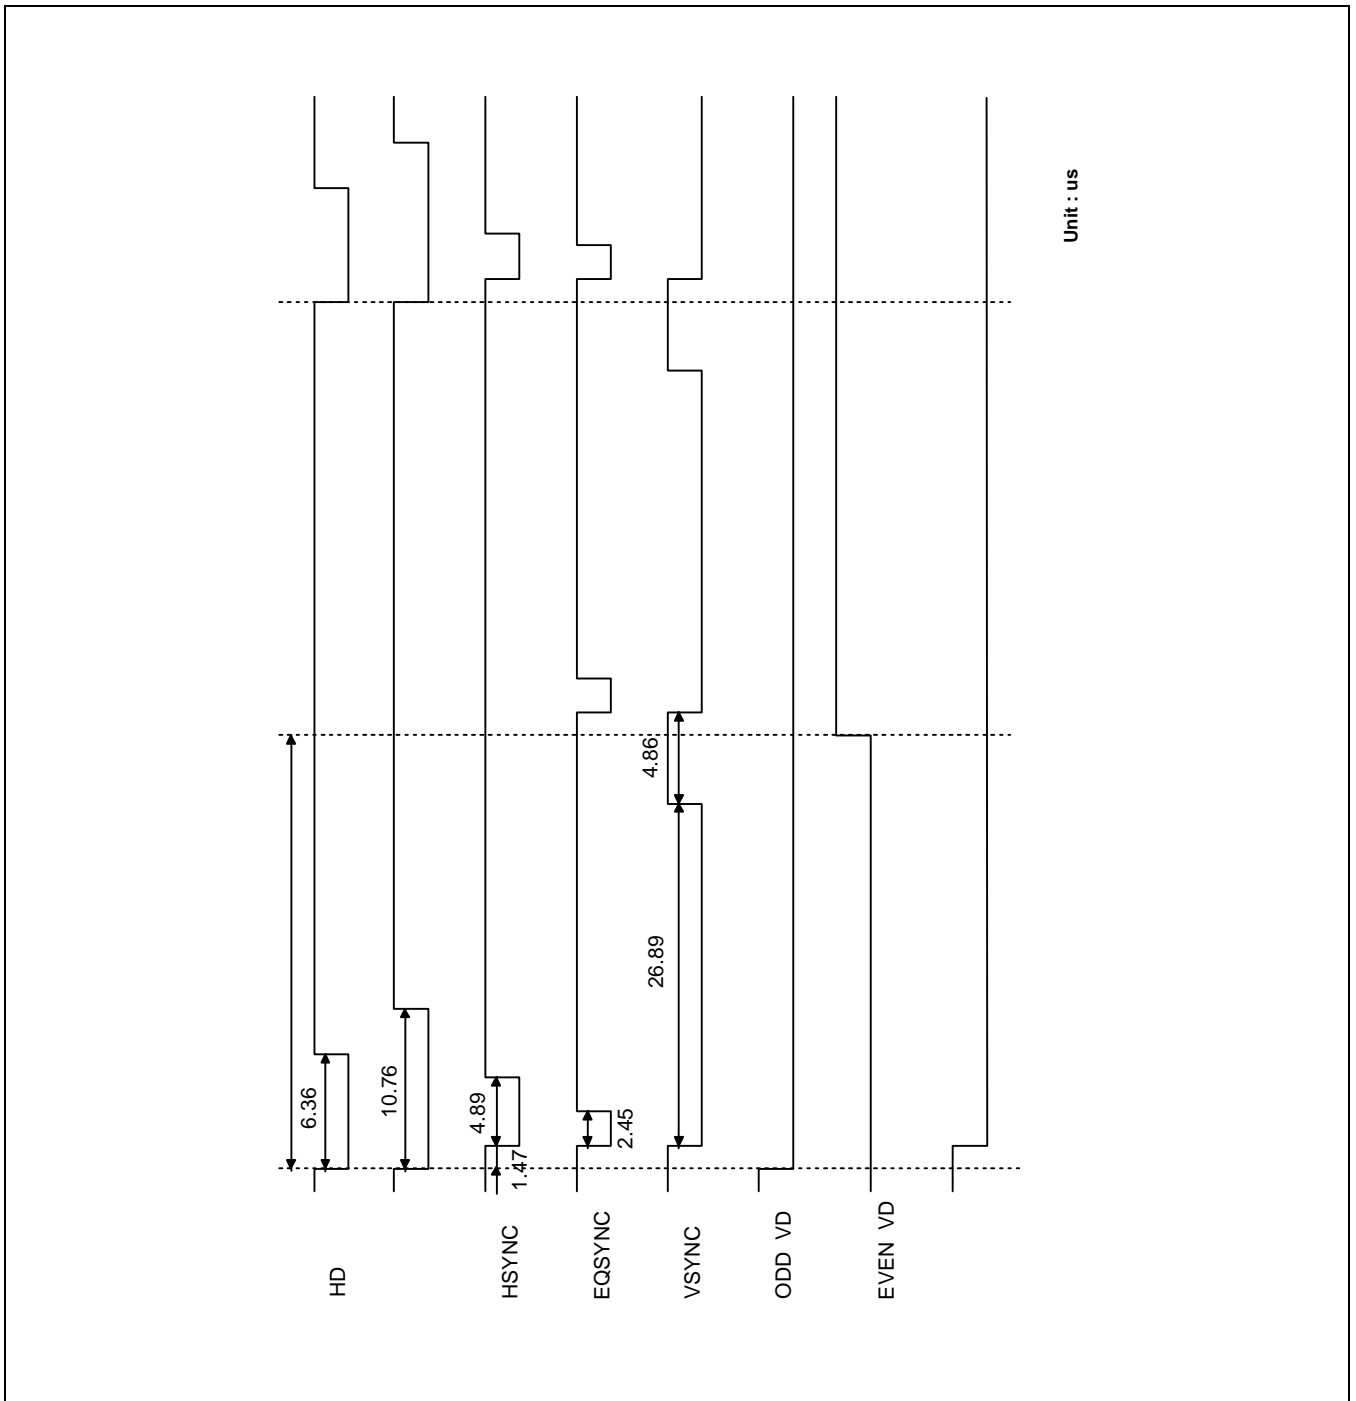 HD
6.36
10.76
HSYNC
1.47
4.89
EQSYNC
2.45
VSYNC
26.89
4.86
ODD VD
EVEN VD
Unit : us